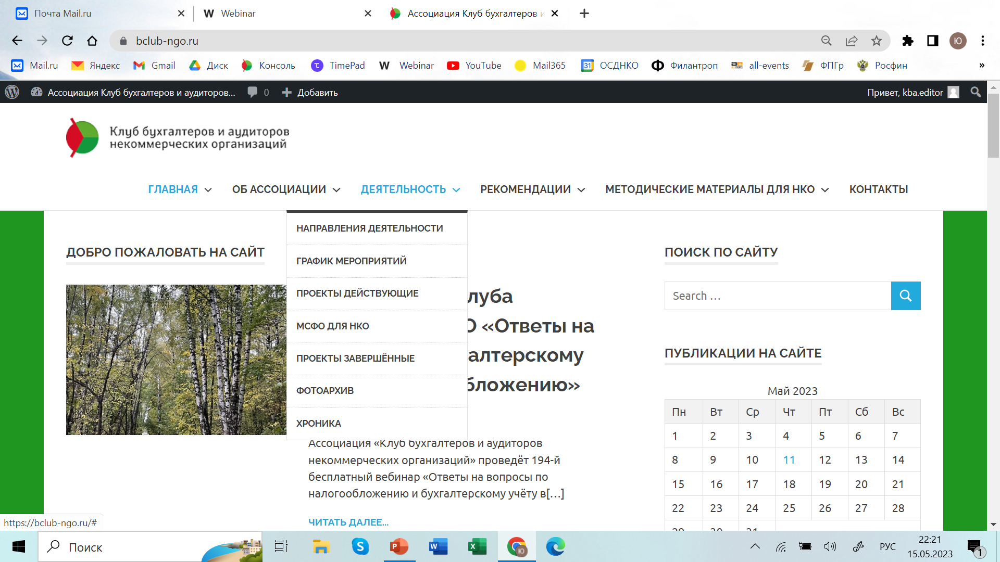 Почта Mail.ru
Webinar
Ассоциация Клуб бухгалтеров и
bclub-ngo.ru
Ю
Mail.ru
Яндекс
Gmail
Диск
Консоль
TimePad
Webinar
YouTube
Mail365
31
ОСДНКО
Филантроп
all-events
ФПГр
Росфин
»
Ассоциация Клуб бухгалтеров и аудиторов...
0
Добавить
Привет, kba.editor
Клуб бухгалтеров и аудиторов
некоммерческих организаций
ГЛАВНАЯ
ОБ АССОЦИАЦИИ
ДЕЯТЕЛЬНОСТЬ
РЕКОМЕНДАЦИИ
МЕТОДИЧЕСКИЕ МАТЕРИАЛЫ ДЛЯ НКО
КОНТАКТЫ
НАПРАВЛЕНИЯ ДЕЯТЕЛЬНОСТИ
ГРАФИК МЕРОПРИЯТИЙ
ПРОЕКТЫ ДЕЙСТВУЮЩИЕ
МСФО ДЛЯ НКО
ПРОЕКТЫ ЗАВЕРШЁННЫЕ
ФОТОАРХИВ
ХРОНИКА
ДОБРО ПОЖАЛОВАТЬ НА САЙТ
луба
О «Ответы на
алтерскому
бложению»
Ассоциация «Клуб бухгалтеров и аудиторов
некоммерческих организаций» проведёт 194-й
бесплатный вебинар «Ответы на вопросы по
налогообложению и бухгалтерскому учёту в[…]
ЧИТАТЬ ДАЛЕЕ...
ПОИСК ПО САЙТУ
Search …
ПУБЛИКАЦИИ НА САЙТЕ
Май 2023
Пн Вт Ср Чт Пт Сб Вс
1 2 3 4 5 6 7
8 9 10 11 12 13 14
15 16 17 18 19 20 21
22 23 24 25 26 27 28
29 30 31
https://bclub-ngo.ru/#
Поиск
РУС
22:21
15.05.2023
1